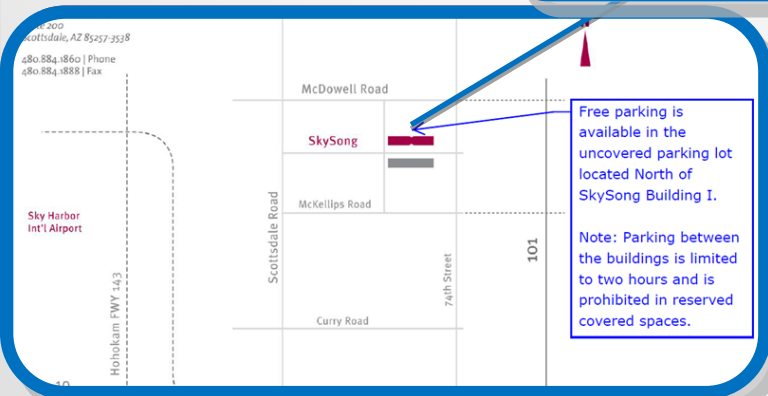 200
Scottsdale, AZ 85257-3538
480.884.1860 | Phone
480.884.1888 | Fax
McDowell Road
SkySong
McKellips Road
Scottsdale Road
74th Street
Curry Road
101
Sky Harbor
Int'l Airport
Hohokam FWY 143
10
Free parking is
available in the
uncovered parking lot
located North of
SkySong Building I.
Note: Parking between
the buildings is limited
to two hours and is
prohibited in reserved
covered spaces.